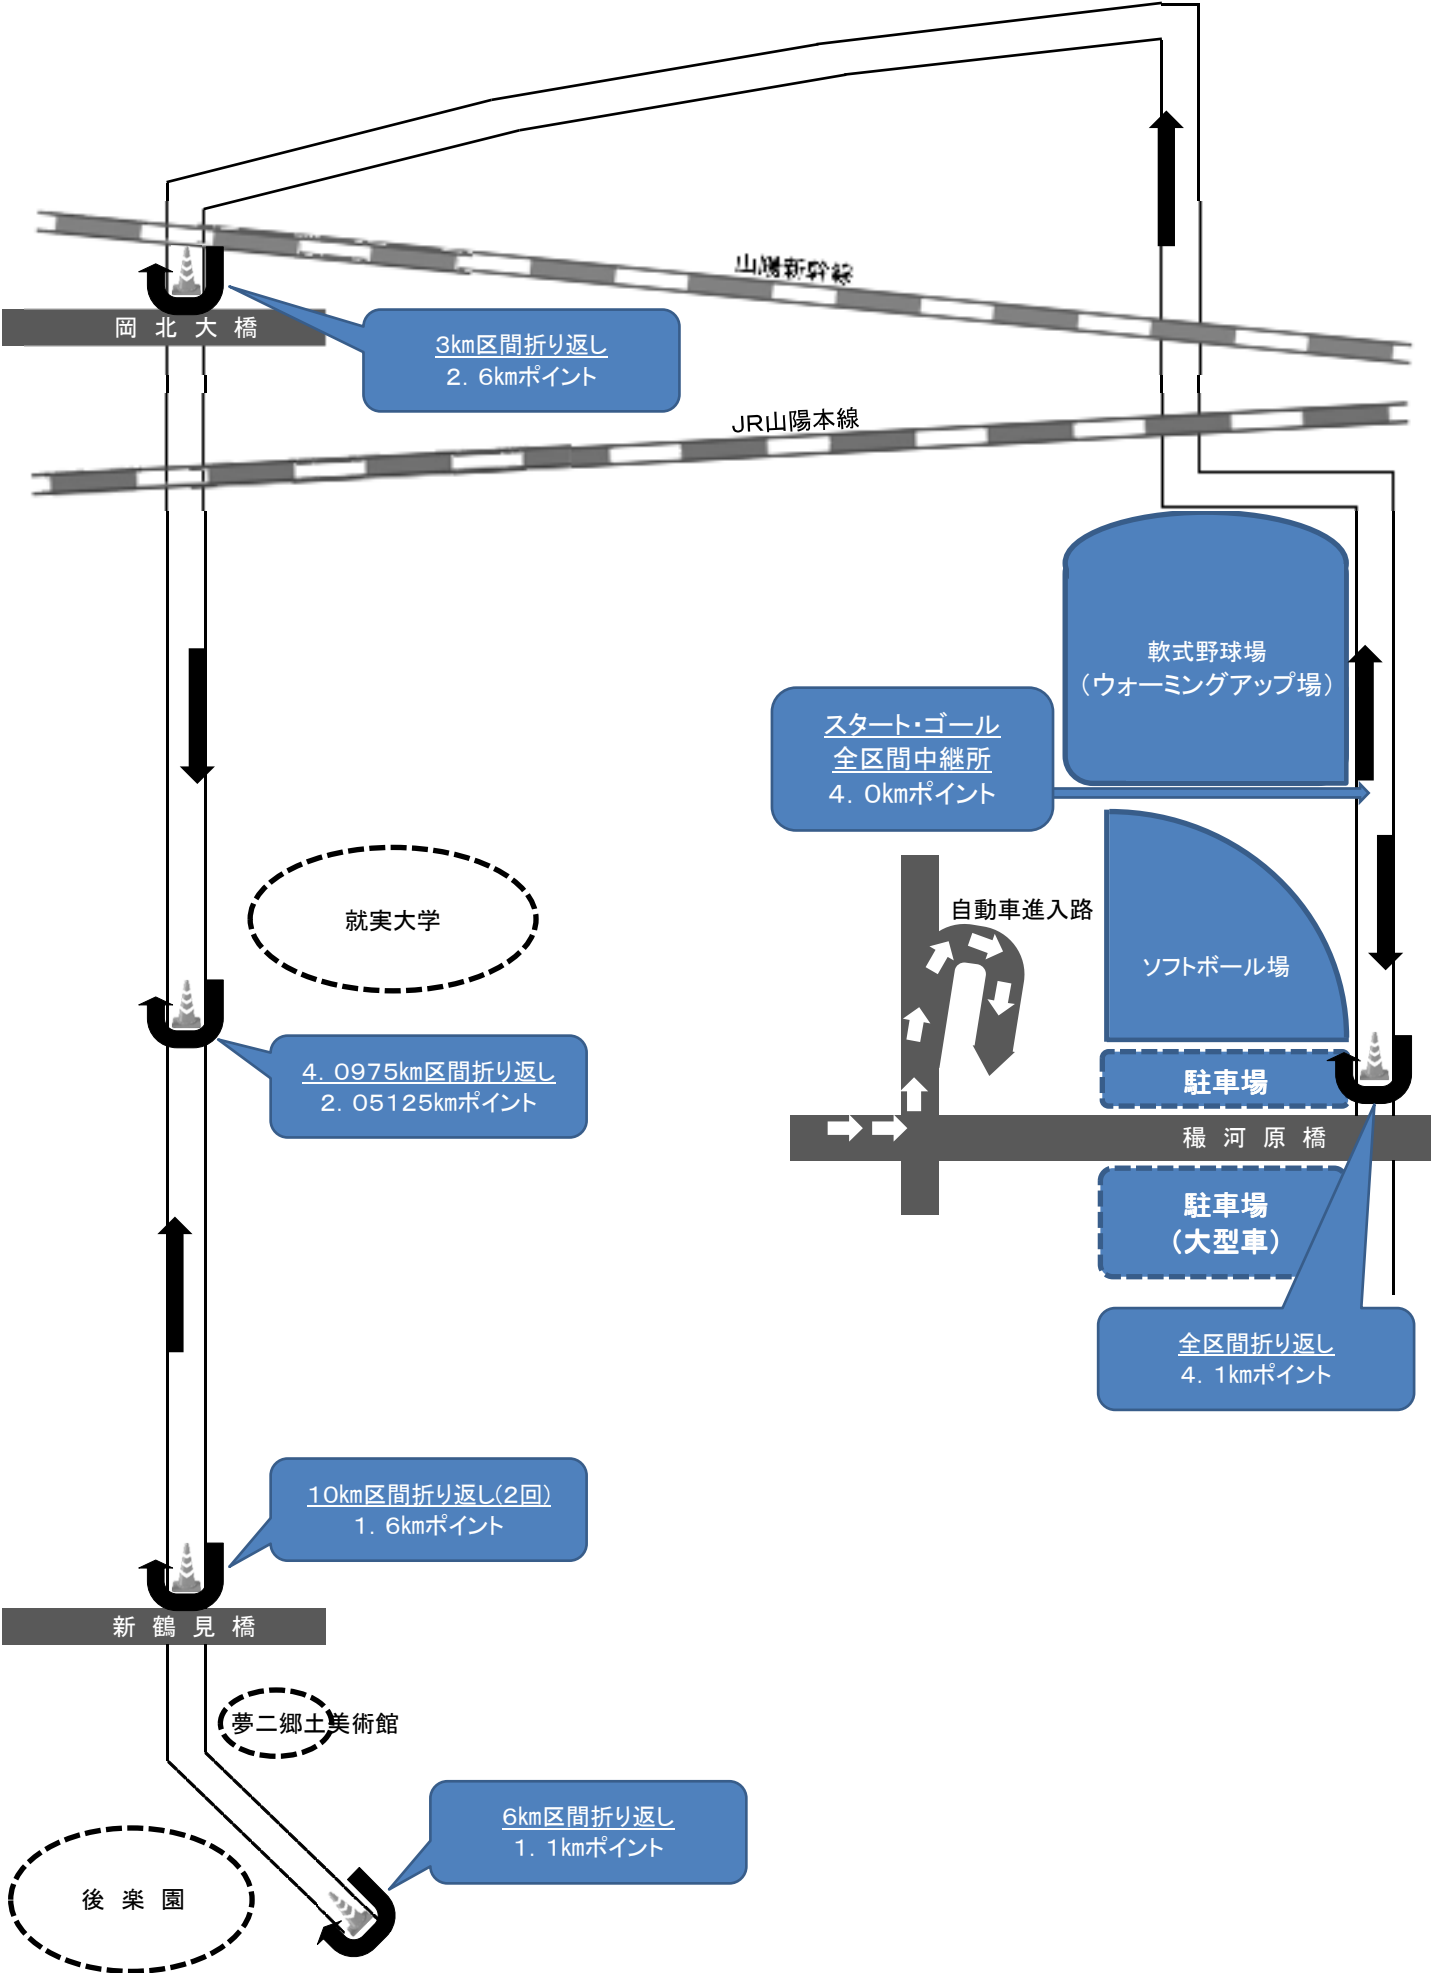 山陽新幹線
岡 北 大 橋
3km区間折り返し
2．6kmポイント
JR山陽本線
軟式野球場
（ウォーミングアップ場）
スタート・ゴール
全区間中継所
4．0kmポイント
自動車進入路
就実大学
ソフトボール場
4．0975km区間折り返し
2．05125kmポイント
駐車場
穝 河 原 橋
駐車場
（大型車）
全区間折り返し
4．1kmポイント
10km区間折り返し（2回）
1．6kmポイント
新 鶴 見 橋
夢二郷土美術館
6km区間折り返し
1．1kmポイント
後 楽 園